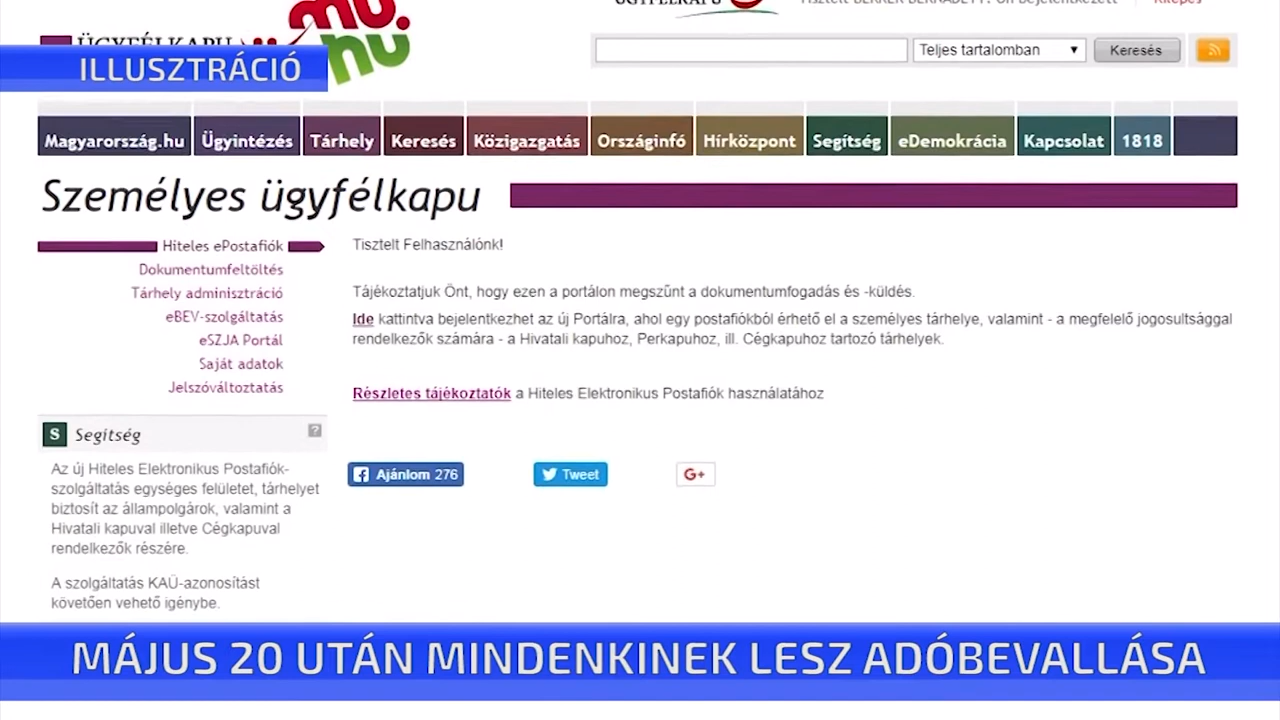 mo.
hu
ÜGYFÉLKAPU
ÜGYFÉLKAPU
Kilépés
ILLUSZTRÁCIÓ
Teljes tartalomban
Keresés
Magyarország.hu Ügyintézés Tárhely Keresés Közigazgatás Országinfó Hírközpont Segítség eDemokrácia Kapcsolat 1818
Személyes ügyfélkapu
Hiteles ePostafiók
Dokumentumfeltöltés
Tárhely adminisztráció
eBEV-szolgáltatás
eSZJA Portál
Saját adatok
Jelszóváltoztatás
S Segítség ?
Az új Hiteles Elektronikus Postafiók-
szolgáltatás egységes felületet, tárhelyet
biztosít az állampolgárok, valamint a
Hivatali kapuval illetve Cégkapuval
rendelkezők részére.
A szolgáltatás KAÜ-azonosítást
követően vehető igénybe.
Tisztelt Felhasználónk!
Tájékoztatjuk Önt, hogy ezen a portálon megszűnt a dokumentumfogadás és -küldés.
Ide kattintva bejelentkezhet az új Portálra, ahol egy postafiókból érhető el a személyes tárhelye, valamint - a megfelelő jogosultsággal
rendelkezők számára - a Hivatali kapuhoz, Perkapuhoz, ill. Cégkapuhoz tartozó tárhelyek.
Részletes tájékoztatók a Hiteles Elektronikus Postafiók használatához
Ajánlom 276
Tweet
G+
MÁJUS 20 UTÁN MINDENKINEK LESZ ADÓBEVALLÁSA